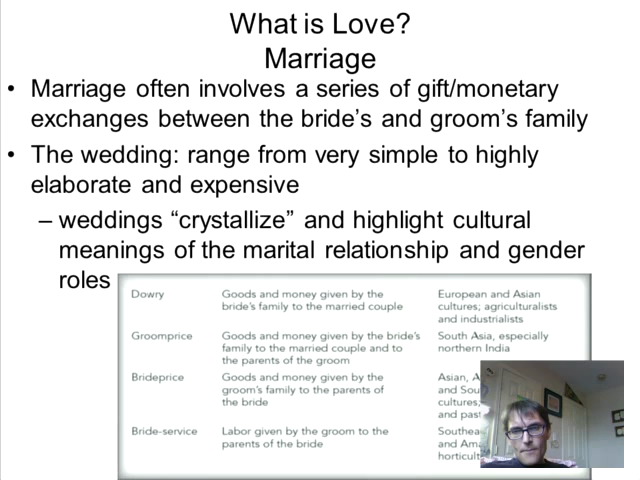 What is Love?
Marriage
• Marriage often involves a series of gift/monetary
exchanges between the bride's and groom's family
• The wedding: range from very simple to highly
elaborate and expensive
– weddings “crystallize” and highlight cultural
meanings of the marital relationship and gender
roles
Dowry Goods and money given by the European and Asian
bride's family to the married couple cultures; agriculturalists
and industrialists
Groomprice Goods and money given by the bride's South Asia, especially
family to the married couple and to northern India
the parents of the groom
Brideprice Goods and money given by the Asian, A
groom's family to the parents of and Sou
the bride cultures;
and past
Bride-service Labor given by the groom to the Southea
parents of the bride and Am
horticult